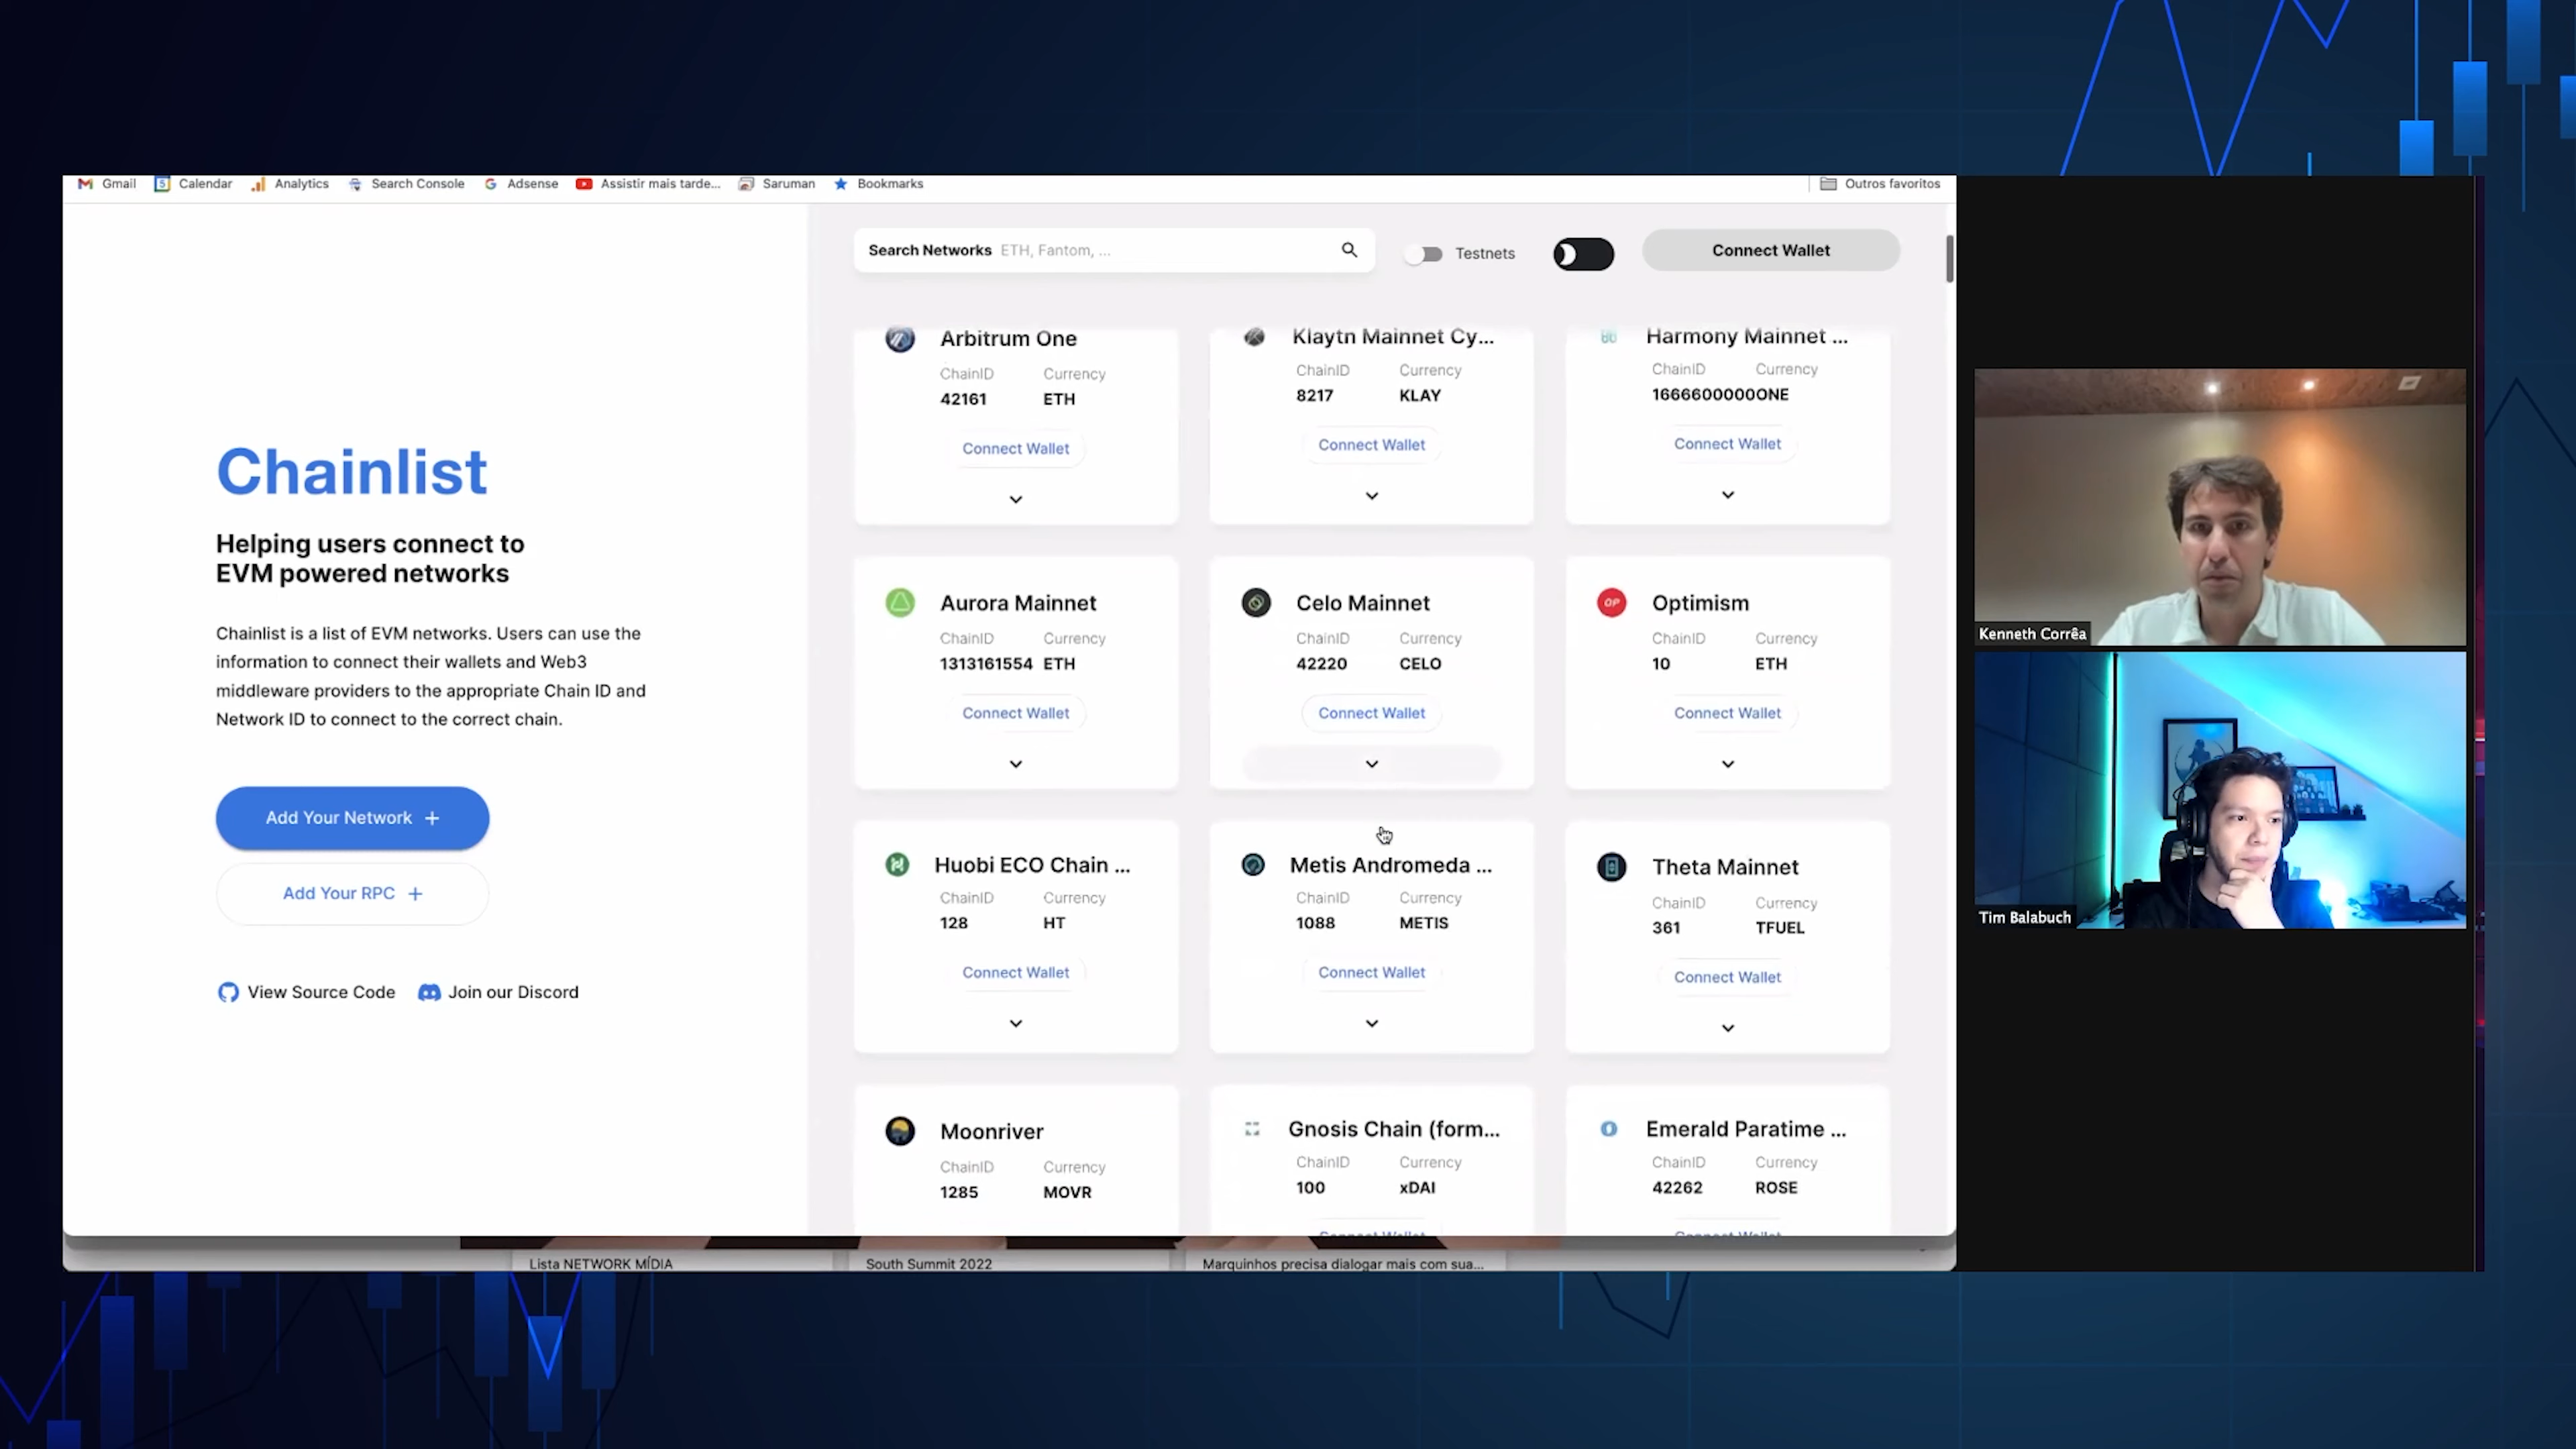 Gmail
Calendar
Analytics
Search Console
Adsense
Assistir mais tarde...
Saruman
Bookmarks
Outros favoritos
Chainlist
Helping users connect to
EVM powered networks
Chainlist is a list of EVM networks. Users can use the
information to connect their wallets and Web3
middleware providers to the appropriate Chain ID and
Network ID to connect to the correct chain.
Add Your Network +
Add Your RPC +
View Source Code
Join our Discord
Search Networks ETH, Fantom, ...
Testnets
Connect Wallet
Arbitrum One
ChainID Currency
42161 ETH
Connect Wallet
Klaytn Mainnet Cy...
ChainID Currency
8217 KLAY
Connect Wallet
Harmony Mainnet ...
ChainID Currency
1666600000ONE
Connect Wallet
Aurora Mainnet
ChainID Currency
1313161554 ETH
Connect Wallet
Celo Mainnet
ChainID Currency
42220 CELO
Connect Wallet
OP
Optimism
ChainID Currency
10 ETH
Connect Wallet
Huobi ECO Chain ...
ChainID Currency
128 HT
Connect Wallet
Metis Andromeda ...
ChainID Currency
1088 METIS
Connect Wallet
Theta Mainnet
ChainID Currency
361 TFUEL
Connect Wallet
Moonriver
ChainID Currency
1285 MOVR
Gnosis Chain (form...
ChainID Currency
100 xDAI
Connect Wallet
Emerald Paratime ...
ChainID Currency
42262 ROSE
Connect Wallet
Lista NETWORK MÍDIA
South Summit 2022
Marquinhos precisa dialogar mais com sua...
Kenneth Corrêa
Tim Balabuch